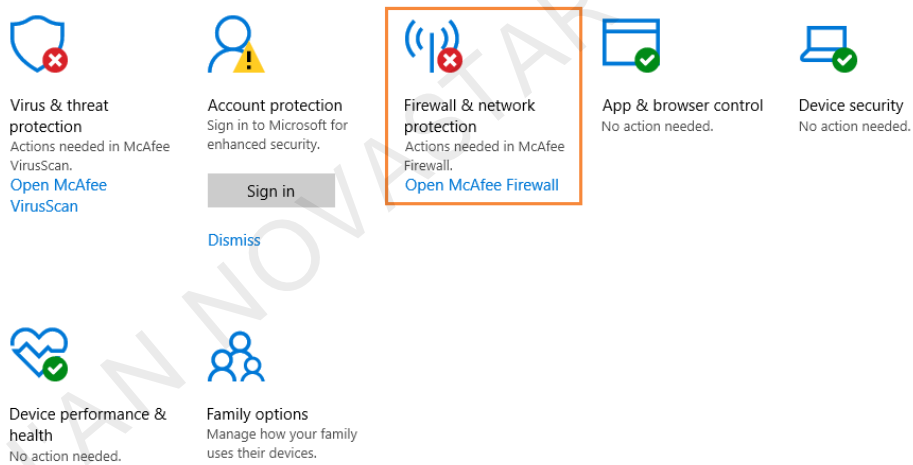 Virus & threat
protection
Actions needed in McAfee
VirusScan.
Open McAfee
VirusScan
Account protection
Sign in to Microsoft for
enhanced security.
Sign in
Dismiss
Firewall & network
protection
Actions needed in McAfee
Firewall.
Open McAfee Firewall
App & browser control
No action needed.
Device security
No action needed.
Device performance &
health
No action needed.
Family options
Manage how your family
uses their devices.
NOVASTAR